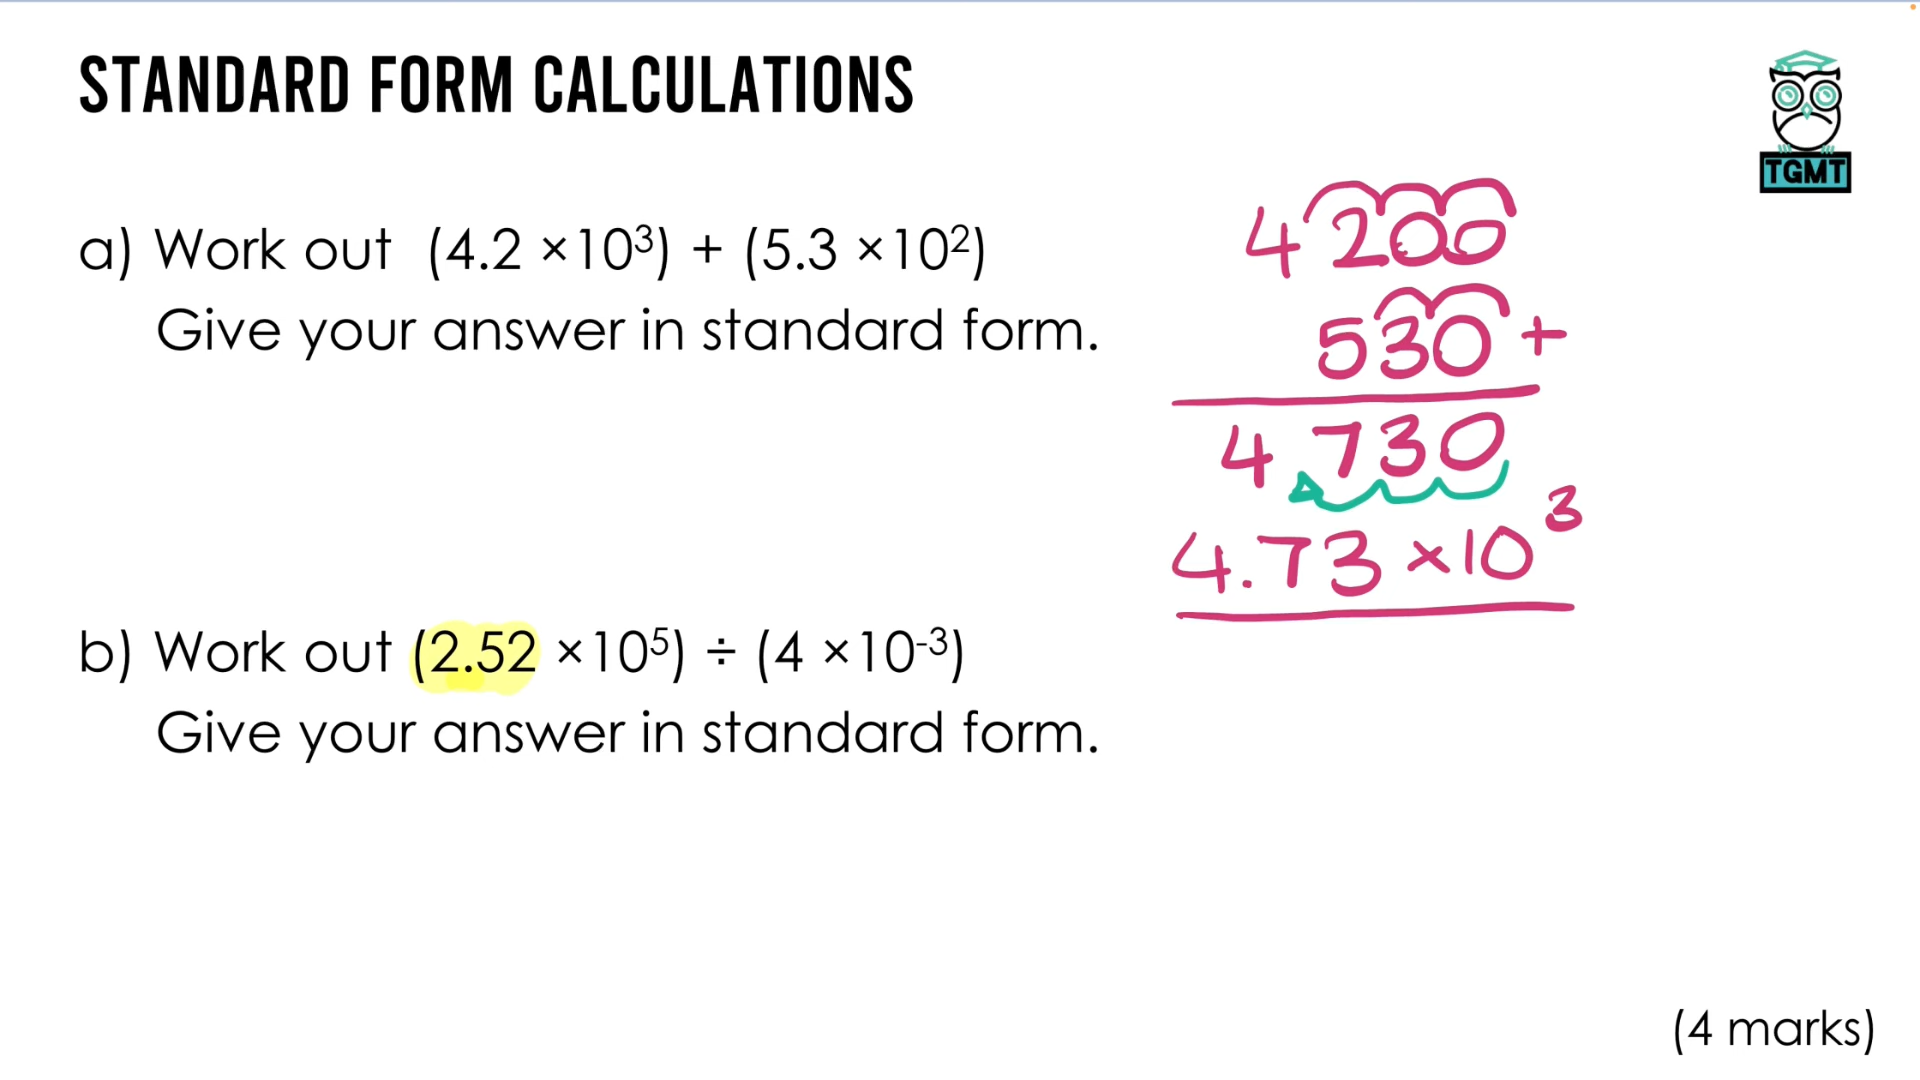 STANDARD FORM CALCULATIONS
TGMT
a) Work out (4.2 ×10³) + (5.3 ×10²)
Give your answer in standard form.
4200
530 +
4730
4.73 ×10³
b) Work out (2.52 ×10⁵) ÷ (4 ×10⁻³)
Give your answer in standard form.
(4 marks)